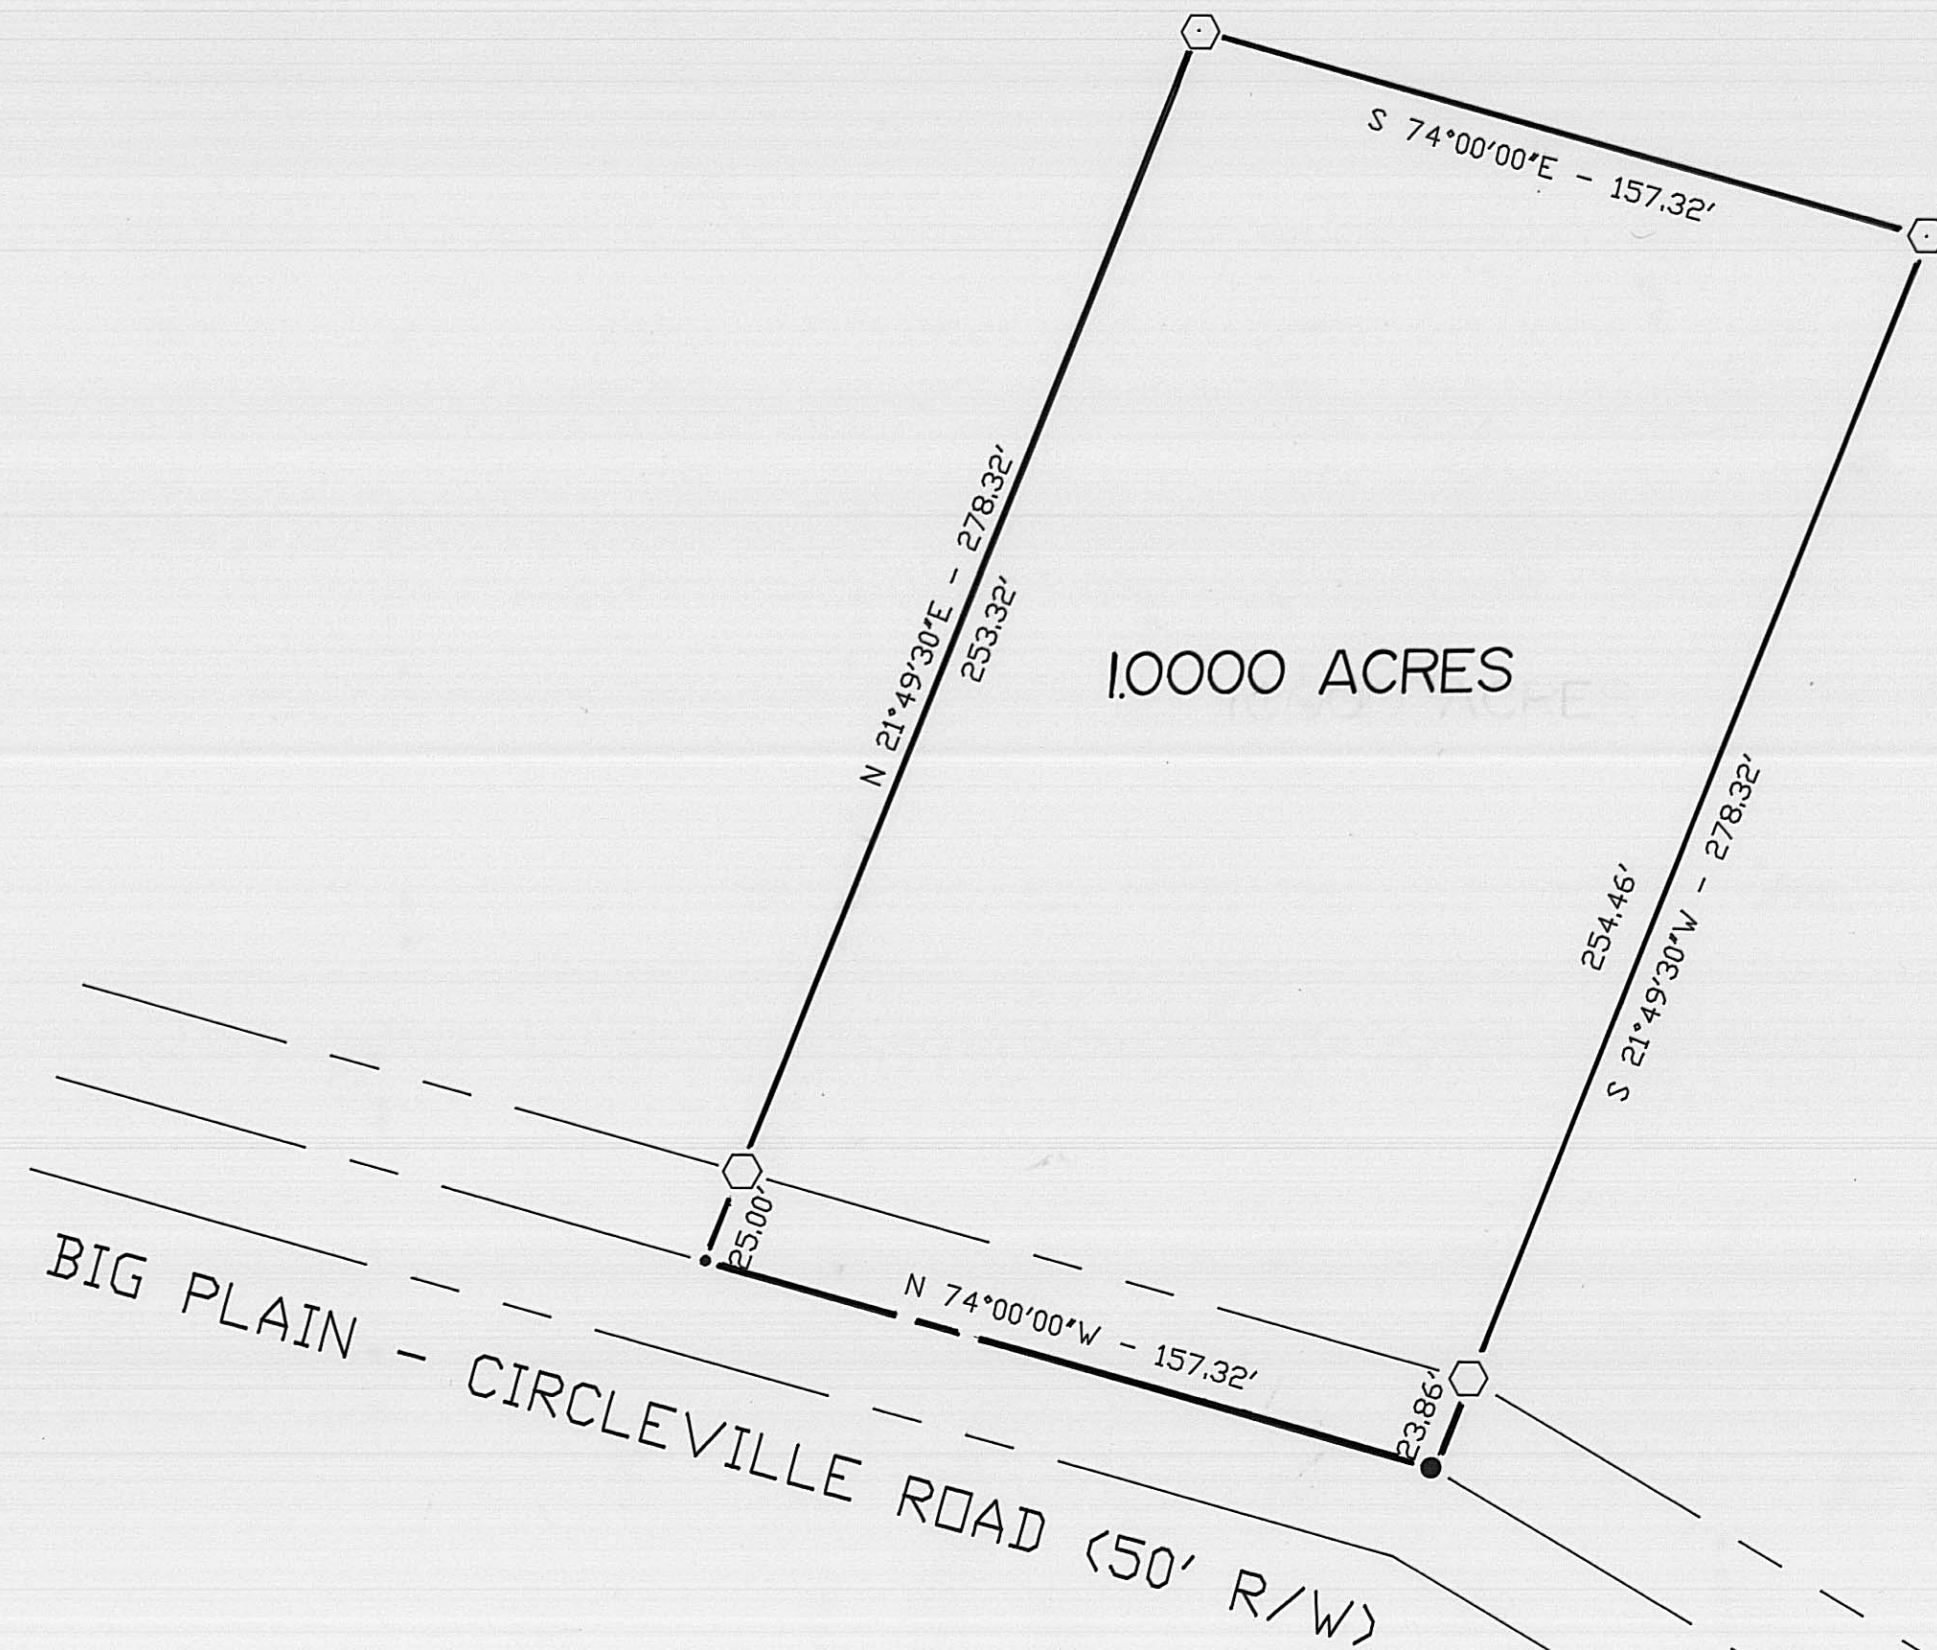 S 74°00'00"E - 157.32'
N 21°49'30"E - 278.32'
253.32'
1.0000 ACRES
254.46'
S 21°49'30"W - 278.32'
25.00'
N 74°00'00"W - 157.32'
23.86'
BIG PLAIN - CIRCLEVILLE ROAD (50' R/W)